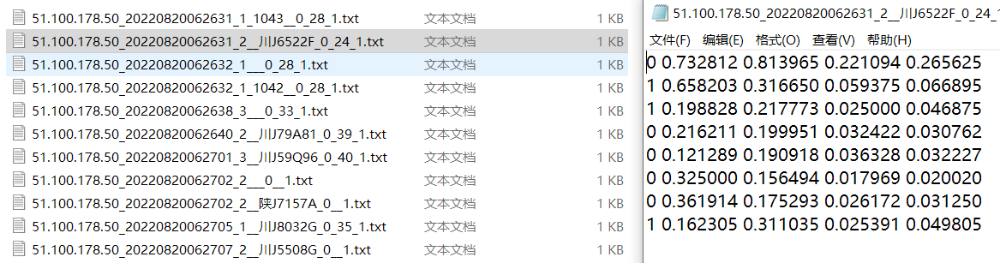 51.100.178.50_20220820062631_1_1043__0_28_1.txt 文本文档 1 KB
51.100.178.50_20220820062631_2__川J6522F_0_24_1.txt 文本文档 1 KB
51.100.178.50_20220820062632_1___0_28_1.txt 文本文档 1 KB
51.100.178.50_20220820062632_1_1042__0_28_1.txt 文本文档 1 KB
51.100.178.50_20220820062638_3___0_33_1.txt 文本文档 1 KB
51.100.178.50_20220820062640_2__川J79A81_0_39_1.txt 文本文档 1 KB
51.100.178.50_20220820062701_3__川J59Q96_0_40_1.txt 文本文档 1 KB
51.100.178.50_20220820062702_2___0__1.txt 文本文档 1 KB
51.100.178.50_20220820062702_2__陕J7157A_0__1.txt 文本文档 1 KB
51.100.178.50_20220820062705_1__川J8032G_0_35_1.txt 文本文档 1 KB
51.100.178.50_20220820062707_2__川J5508G_0__1.txt 文本文档 1 KB
51.100.178.50_20220820062631_2__川J6522F_0_24_1
文件(F) 编辑(E) 格式(O) 查看(V) 帮助(H)
0 0.732812 0.813965 0.221094 0.265625
1 0.658203 0.316650 0.059375 0.066895
1 0.198828 0.217773 0.025000 0.046875
0 0.216211 0.199951 0.032422 0.030762
0 0.121289 0.190918 0.036328 0.032227
0 0.325000 0.156494 0.017969 0.020020
0 0.361914 0.175293 0.026172 0.031250
1 0.162305 0.311035 0.025391 0.049805